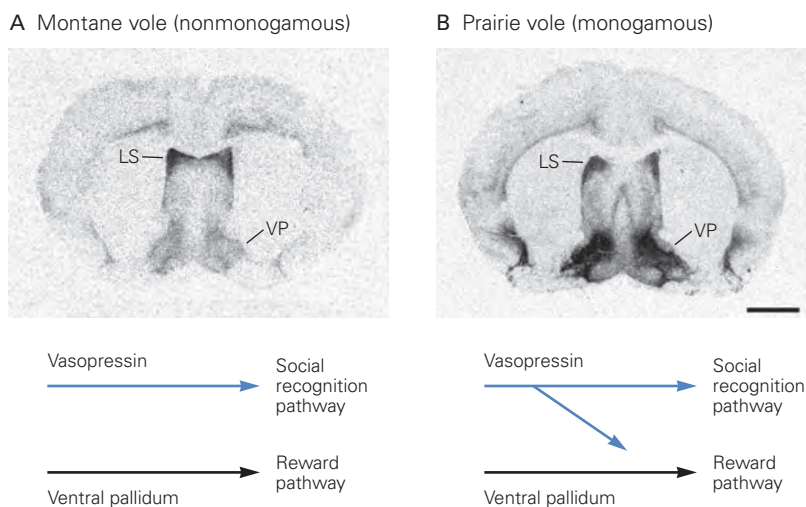 A Montane vole (nonmonogamous)
LS
VP
Vasopressin
Social
recognition
pathway
Reward
pathway
Ventral pallidum
B Prairie vole (monogamous)
LS
VP
Vasopressin
Social
recognition
pathway
Reward
pathway
Ventral pallidum